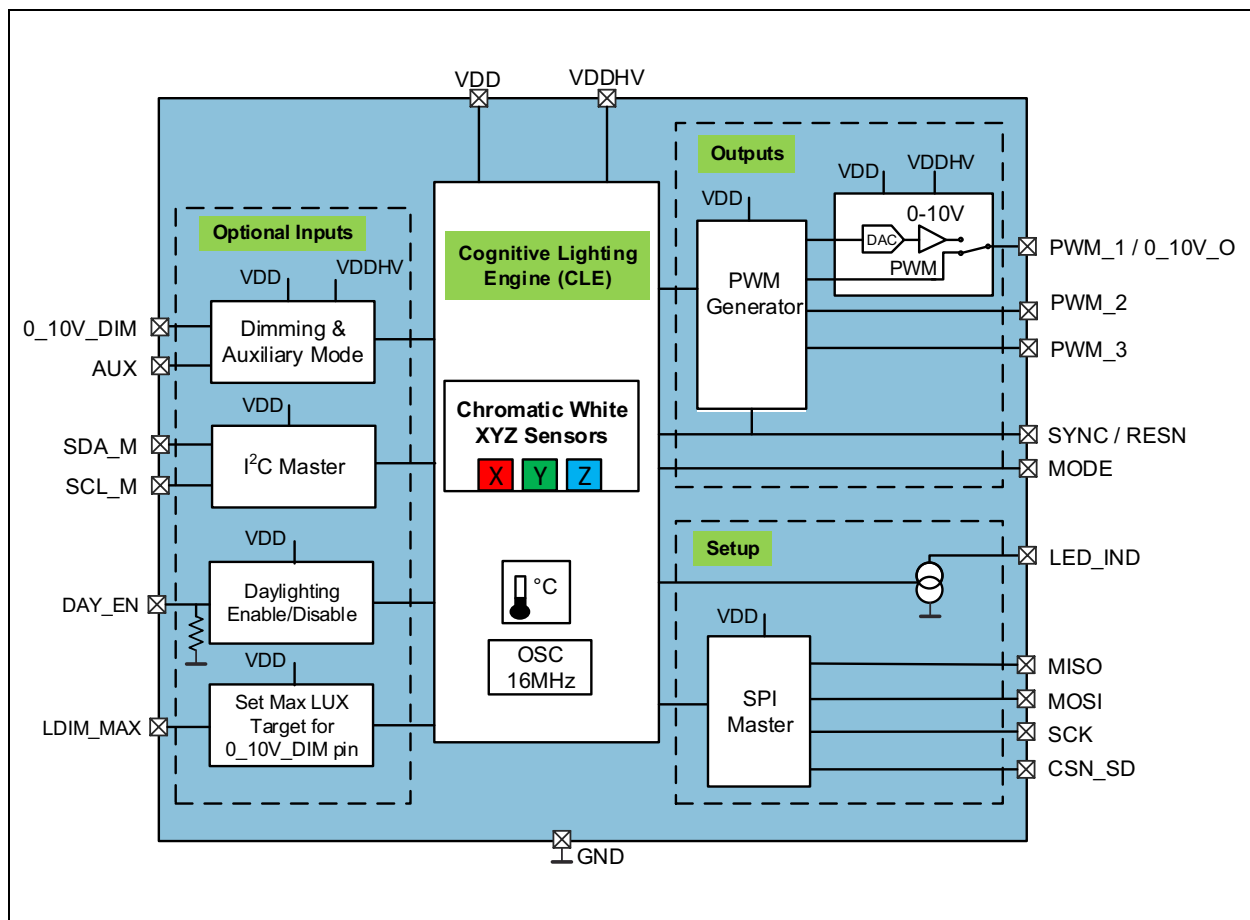 VDD
VDDHV
Optional Inputs
VDD
VDDHV
0_10V_DIM
AUX
Dimming &
Auxiliary Mode
VDD
SDA_M
SCL_M
I²C Master
VDD
DAY_EN
Daylighting
Enable/Disable
VDD
LDIM_MAX
Set Max LUX
Target for
0_10V_DIM pin
Cognitive Lighting
Engine (CLE)
Chromatic White
XYZ Sensors
X
Y
Z
°C
OSC
16MHz
Outputs
VDD
VDD
VDDHV
PWM
Generator
0-10V
DAC
PWM
PWM_1 / 0_10V_O
PWM_2
PWM_3
SYNC / RESN
MODE
Setup
LED_IND
VDD
SPI
Master
MISO
MOSI
SCK
CSN_SD
GND